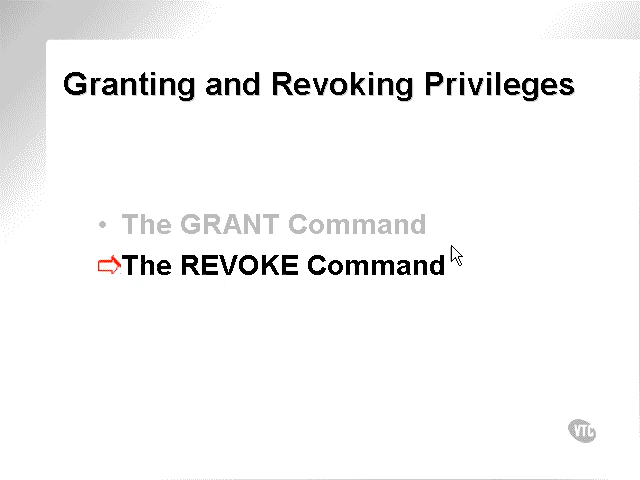 Granting and Revoking Privileges
• The GRANT Command
The REVOKE Command
VTC